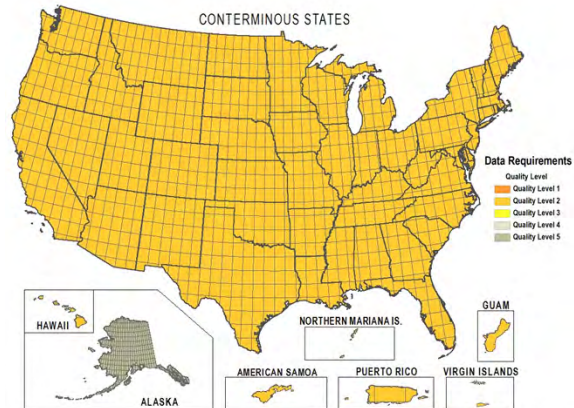 CONTERMINOUS STATES
Data Requirements
Quality Level
Quality Level 1
Quality Level 2
Quality Level 3
Quality Level 4
Quality Level 5
HAWAII
ALASKA
NORTHERN MARIANA IS.
GUAM
AMERICAN SAMOA
PUERTO RICO
VIRGIN ISLANDS